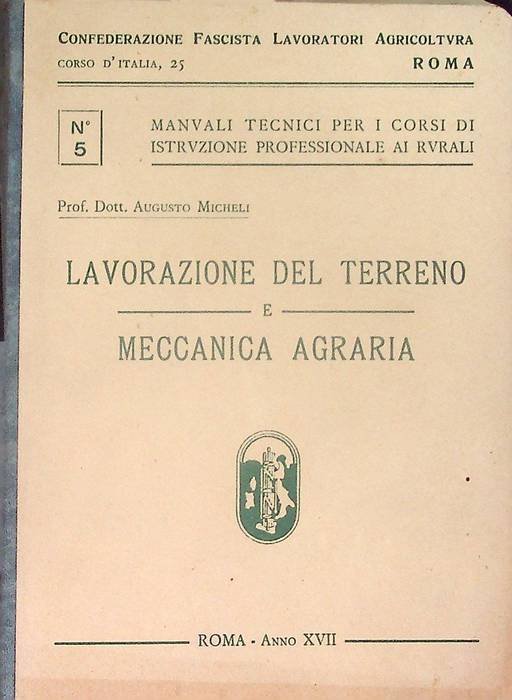 CONFEDERAZIONE FASCISTA LAVORATORI AGRICOLTVRA
CORSO D'ITALIA, 25 ROMA
N° 5
MANVALI TECNICI PER I CORSI DI
ISTRVZIONE PROFESSIONALE AI RVRALI
Prof. Dott. AUGUSTO MICHELI
LAVORAZIONE DEL TERRENO
E
MECCANICA AGRARIA
ROMA - ANNO XVII